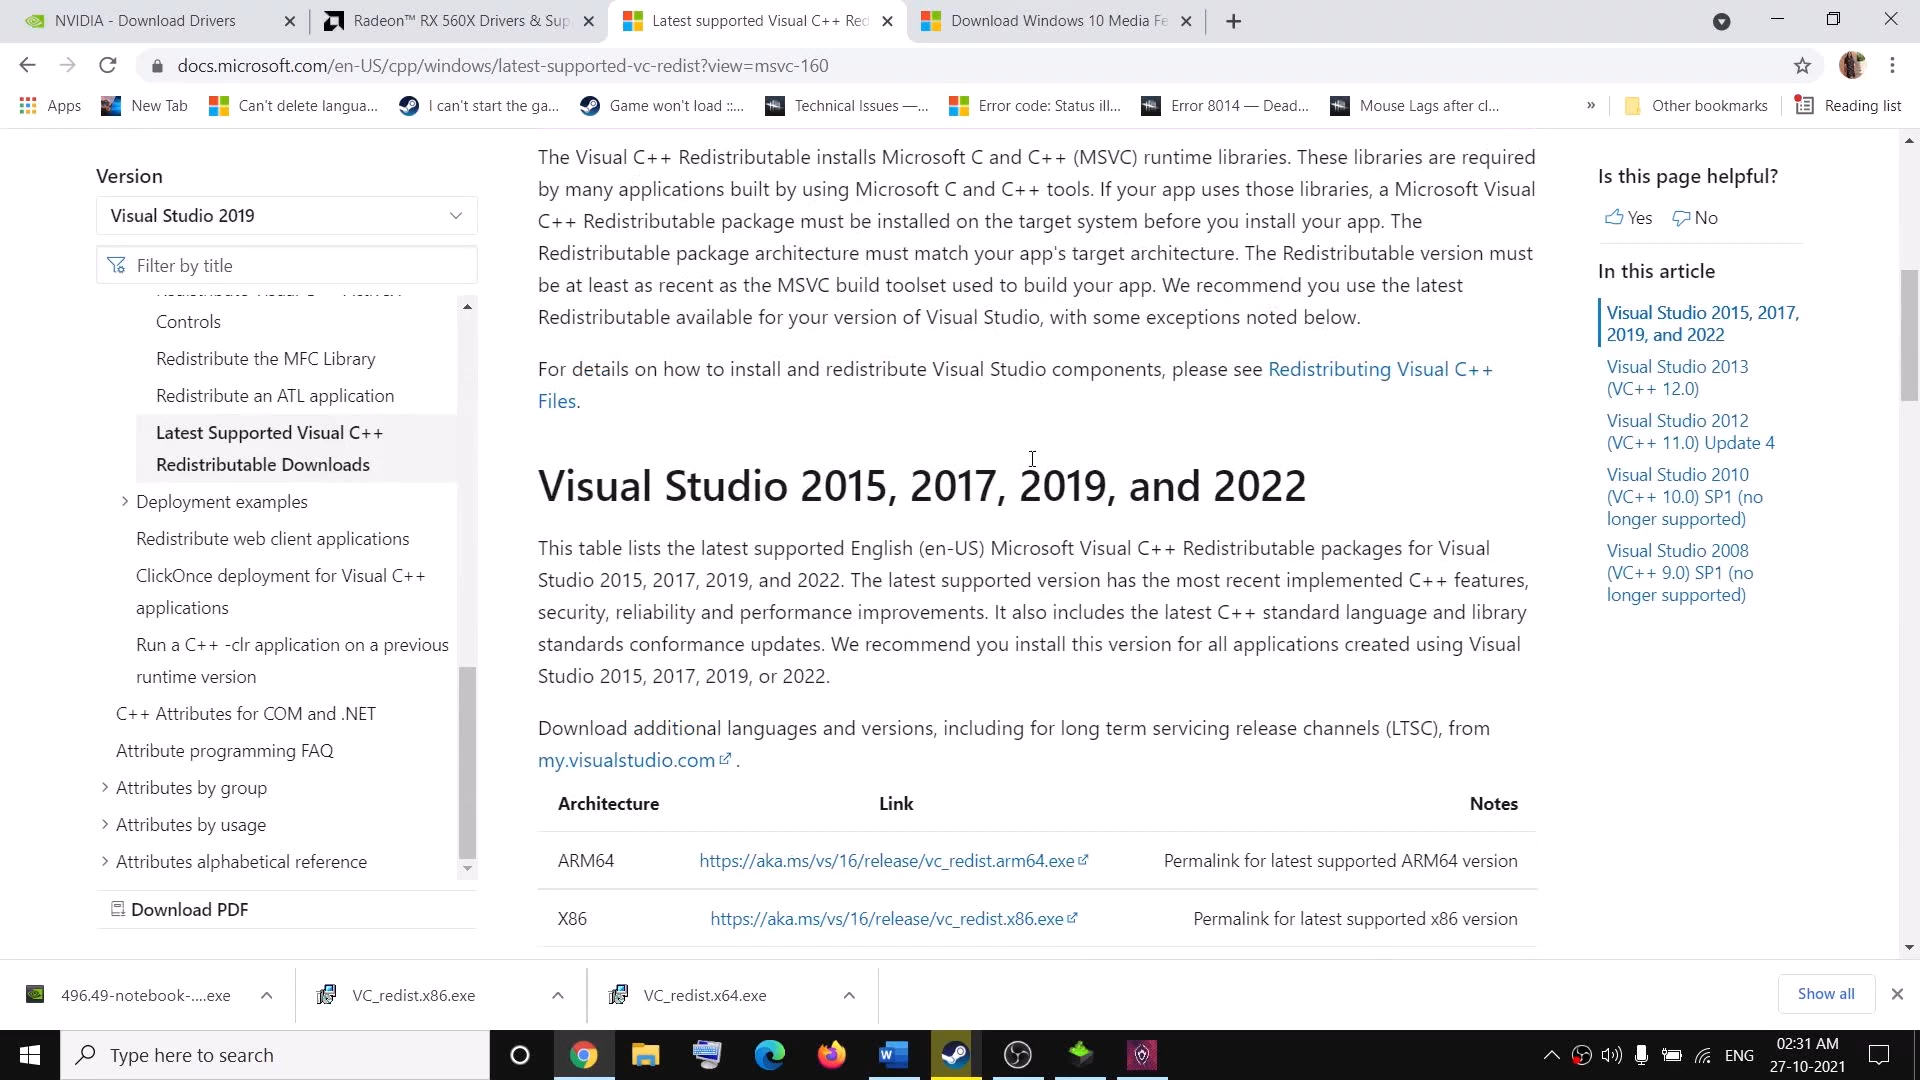 NVIDIA - Download Drivers
Radeon™ RX 560X Drivers & Sup
Latest supported Visual C++ Red
Download Windows 10 Media Fe
docs.microsoft.com/en-US/cpp/windows/latest-supported-vc-redist?view=msvc-160
Apps
New Tab
Can't delete langua...
I can't start the ga...
Game won't load ::...
Technical Issues —...
Error code: Status ill...
Error 8014 — Dead...
Mouse Lags after cl...
»
Other bookmarks
Reading list
Version
Visual Studio 2019
Filter by title
Controls
Redistribute the MFC Library
Redistribute an ATL application
Latest Supported Visual C++
Redistributable Downloads
Deployment examples
Redistribute web client applications
ClickOnce deployment for Visual C++
applications
Run a C++ -clr application on a previous
runtime version
C++ Attributes for COM and .NET
Attribute programming FAQ
Attributes by group
Attributes by usage
Attributes alphabetical reference
Download PDF
The Visual C++ Redistributable installs Microsoft C and C++ (MSVC) runtime libraries. These libraries are required
by many applications built by using Microsoft C and C++ tools. If your app uses those libraries, a Microsoft Visual
C++ Redistributable package must be installed on the target system before you install your app. The
Redistributable package architecture must match your app's target architecture. The Redistributable version must
be at least as recent as the MSVC build toolset used to build your app. We recommend you use the latest
Redistributable available for your version of Visual Studio, with some exceptions noted below.
For details on how to install and redistribute Visual Studio components, please see Redistributing Visual C++
Files.
Visual Studio 2015, 2017, 2019, and 2022
This table lists the latest supported English (en-US) Microsoft Visual C++ Redistributable packages for Visual
Studio 2015, 2017, 2019, and 2022. The latest supported version has the most recent implemented C++ features,
security, reliability and performance improvements. It also includes the latest C++ standard language and library
standards conformance updates. We recommend you install this version for all applications created using Visual
Studio 2015, 2017, 2019, or 2022.
Download additional languages and versions, including for long term servicing release channels (LTSC), from
my.visualstudio.com .
Architecture Link Notes
ARM64 https://aka.ms/vs/16/release/vc_redist.arm64.exe Permalink for latest supported ARM64 version
X86 https://aka.ms/vs/16/release/vc_redist.x86.exe Permalink for latest supported x86 version
Is this page helpful?
Yes No
In this article
Visual Studio 2015, 2017,
2019, and 2022
Visual Studio 2013
(VC++ 12.0)
Visual Studio 2012
(VC++ 11.0) Update 4
Visual Studio 2010
(VC++ 10.0) SP1 (no
longer supported)
Visual Studio 2008
(VC++ 9.0) SP1 (no
longer supported)
496.49-notebook-....exe
VC_redist.x86.exe
VC_redist.x64.exe
Show all
Type here to search
ENG
02:31 AM
27-10-2021